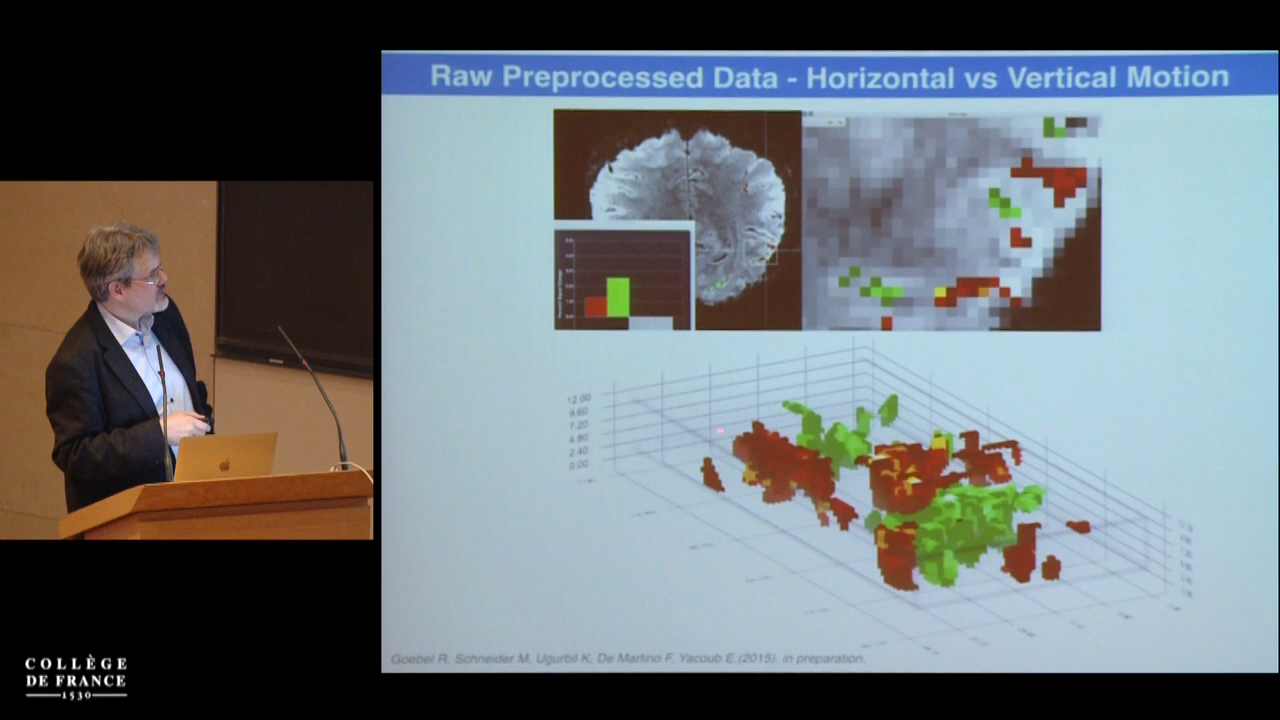 Raw Preprocessed Data - Horizontal vs Vertical Motion
12.00
9.60
7.20
4.80
2.40
0.00
Goebel R, Schneider M, Ugurbil K, De Martino F, Yacoub E.(2015). in preparation.
COLLÈGE
DE FRANCE
1530